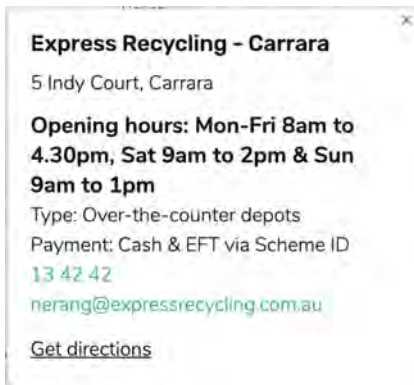 Express Recycling - Carrara
5 Indy Court, Carrara
Opening hours: Mon-Fri 8am to
4.30pm, Sat 9am to 2pm & Sun
9am to 1pm
Type: Over-the-counter depots
Payment: Cash & EFT via Scheme ID
13 42 42
nerang@expressrecycling.com.au
Get directions